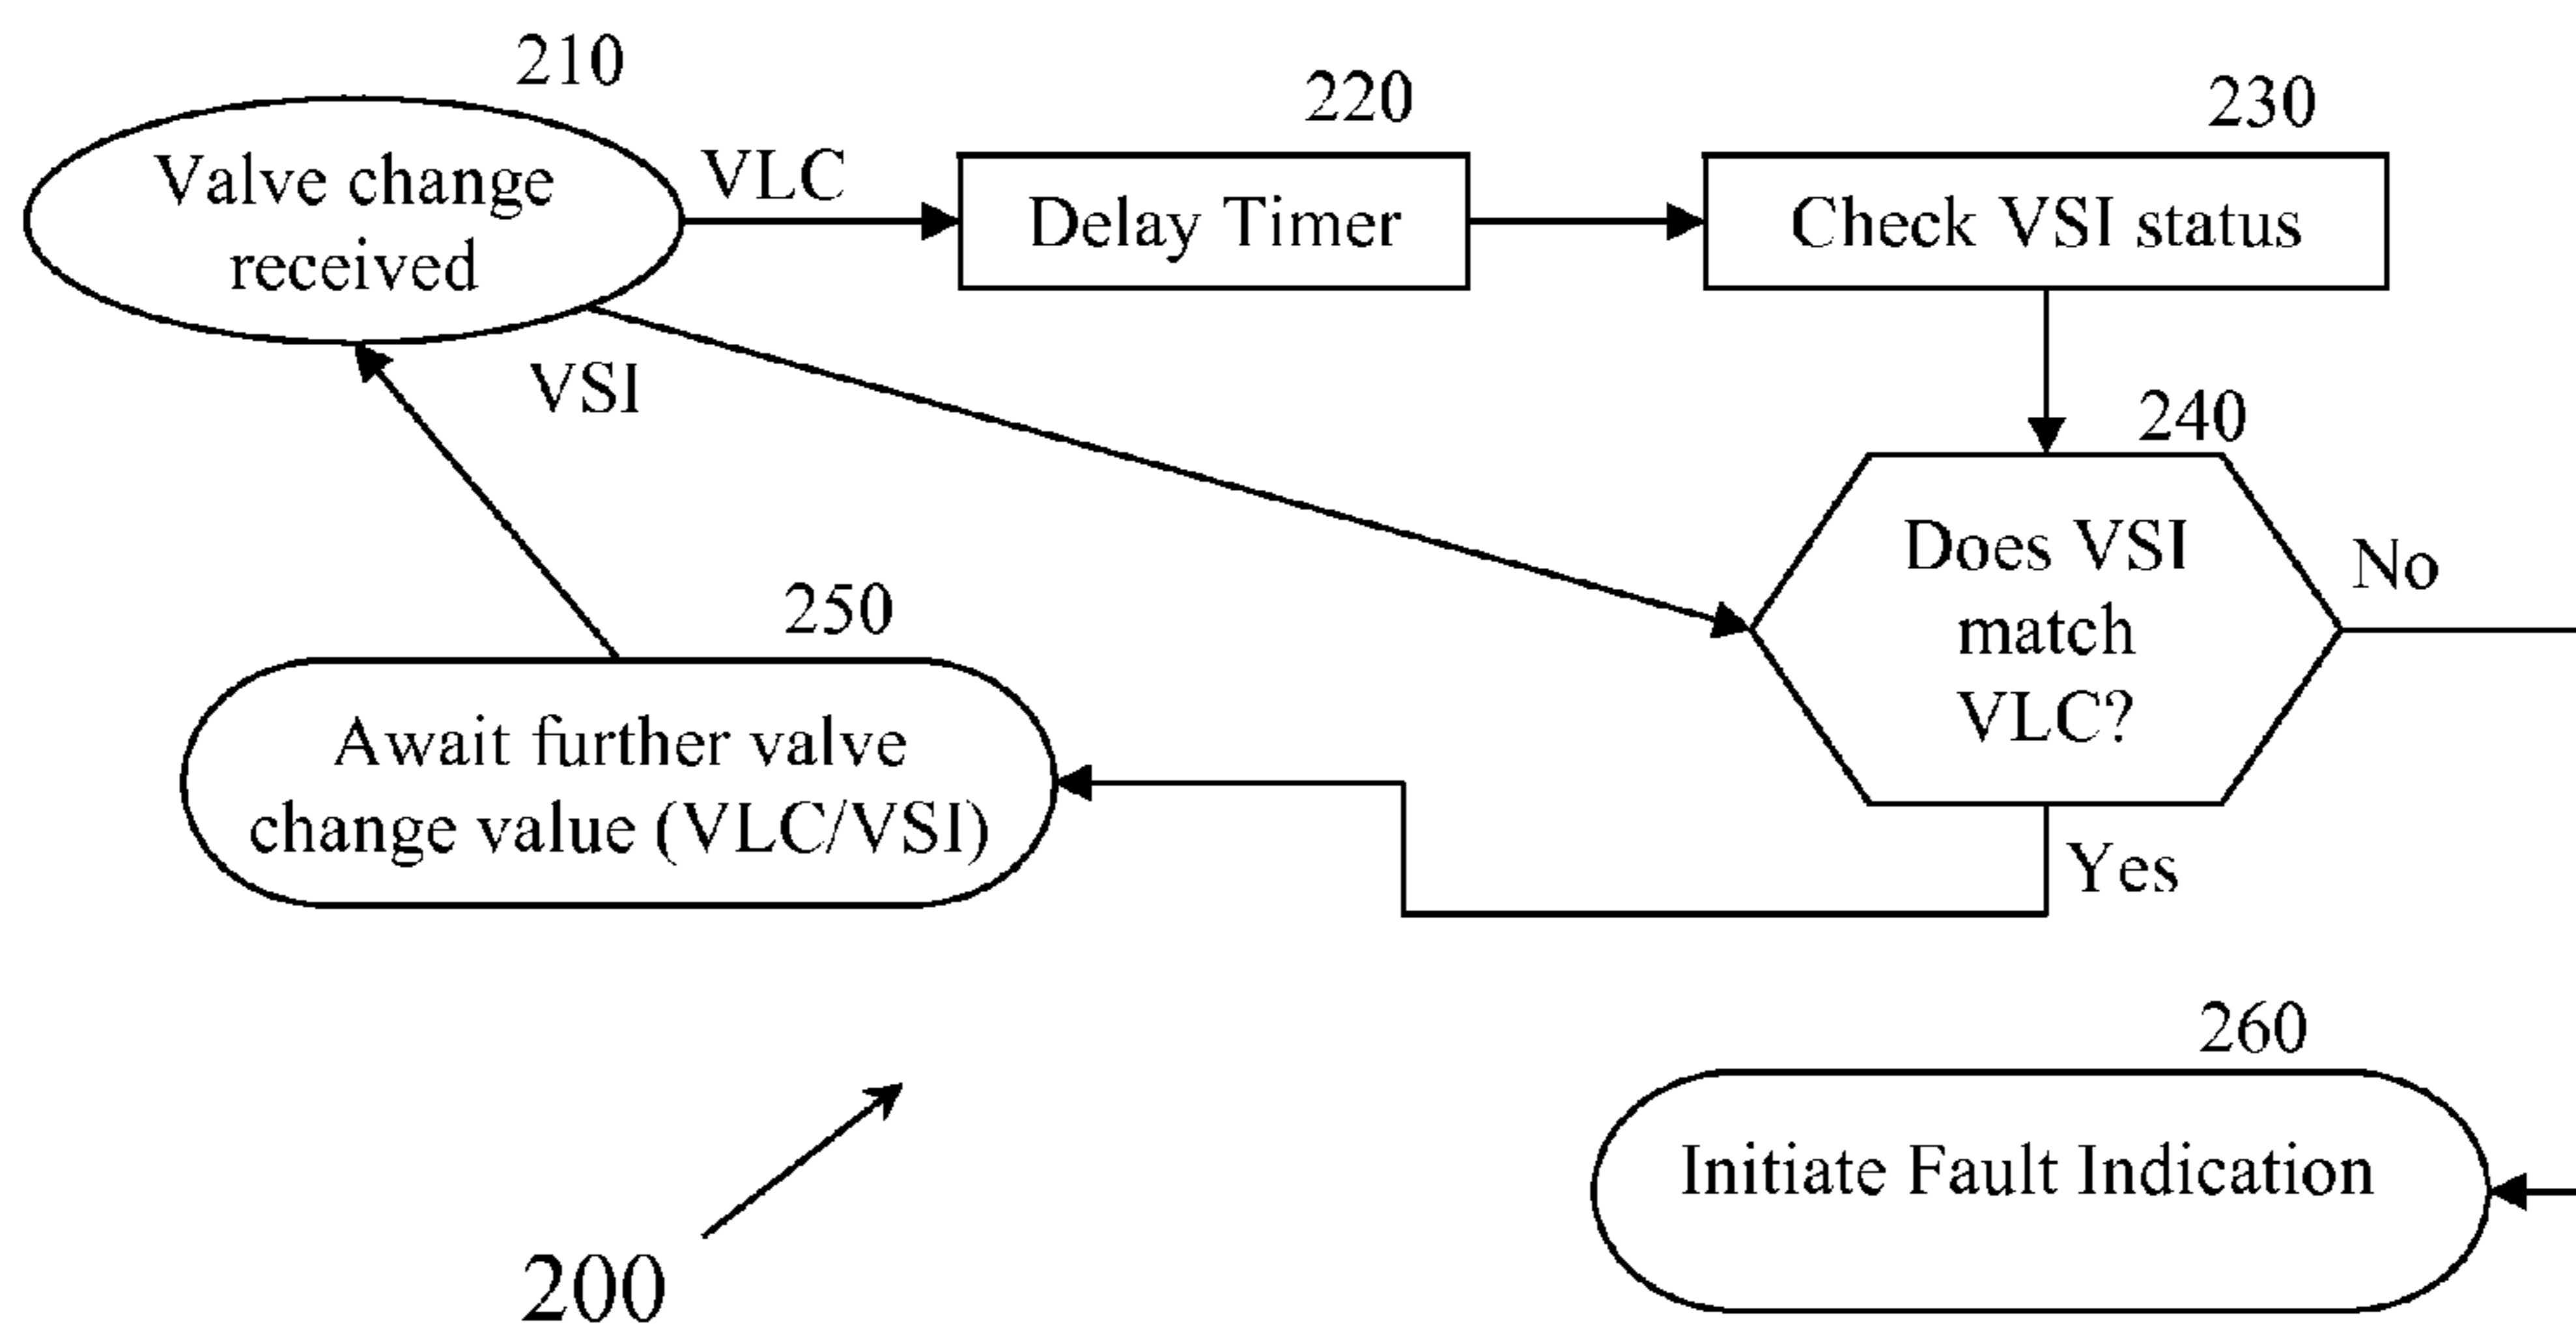 210
Valve change
received
VLC
220
Delay Timer
230
Check VSI status
VSI
240
Does VSI
match
VLC?
No
Yes
250
Await further valve
change value (VLC/VSI)
260
Initiate Fault Indication
200